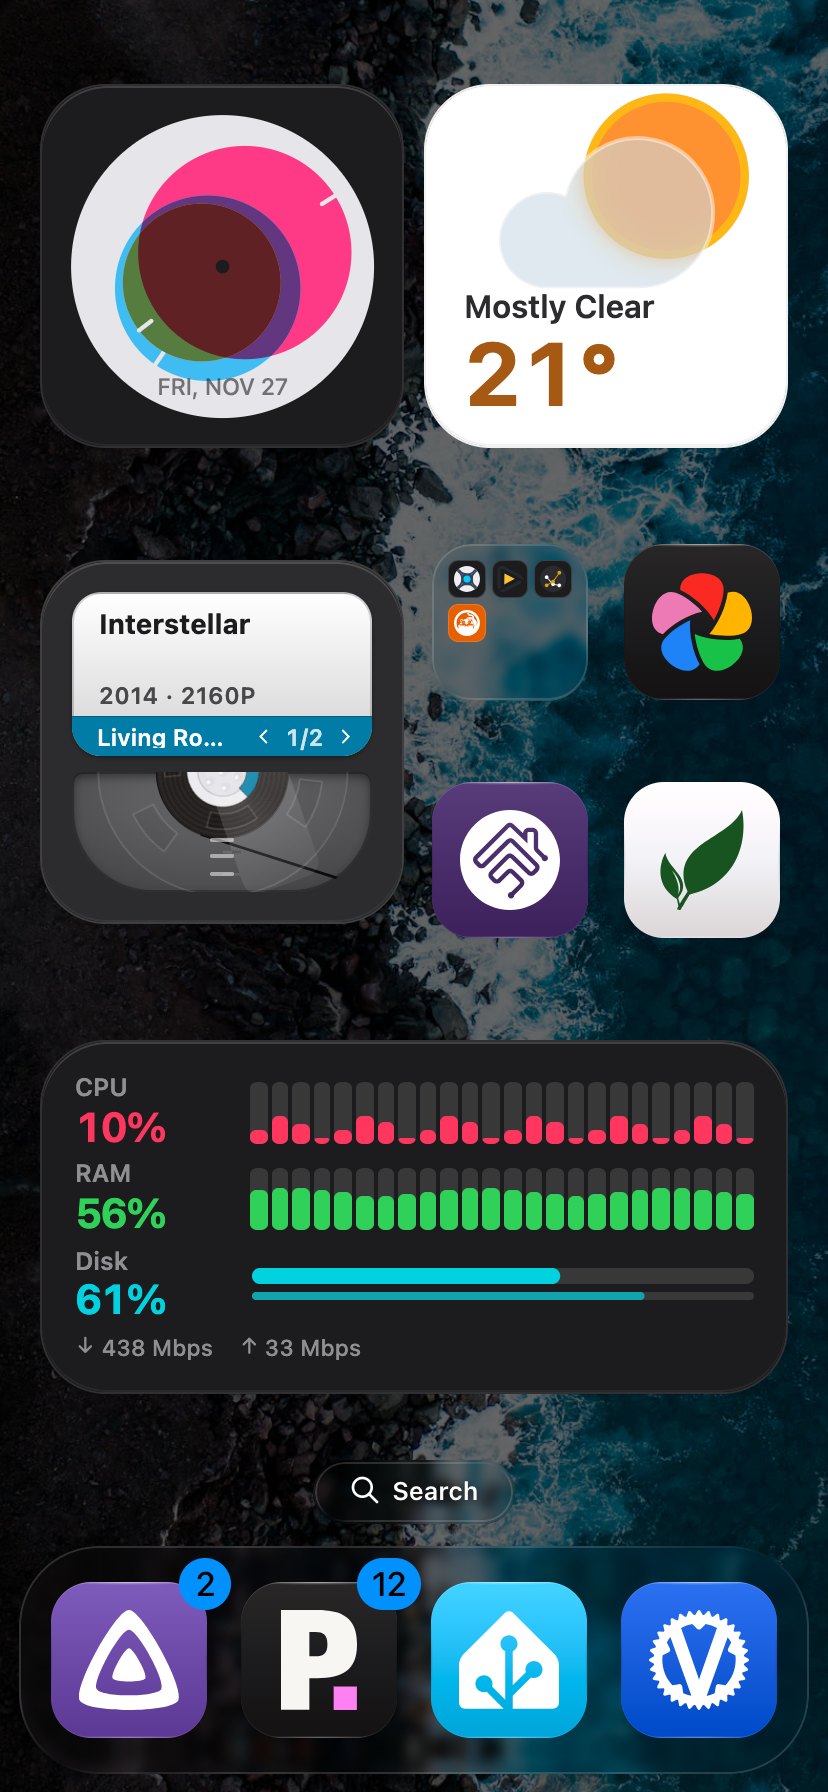 FRI, NOV 27
Mostly Clear
21°
Interstellar
2014 · 2160P
Living Ro...
1/2
CPU
10%
RAM
56%
Disk
61%
↓ 438 Mbps ↑ 33 Mbps
Search
2
12
P.
V